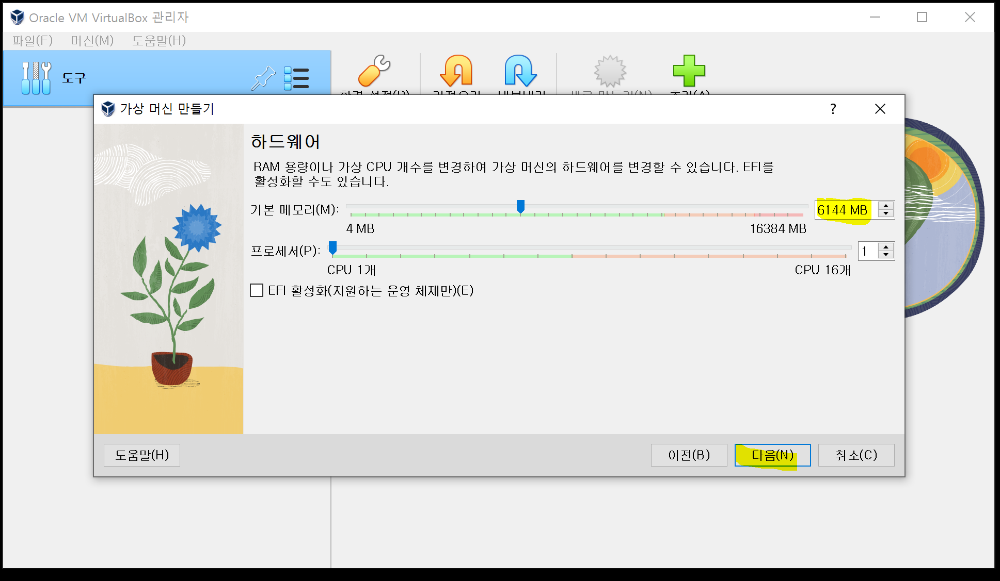 Oracle VM VirtualBox 관리자
파일(F) 머신(M) 도움말(H)
도구
가상 머신 만들기
?
하드웨어
RAM 용량이나 가상 CPU 개수를 변경하여 가상 머신의 하드웨어를 변경할 수 있습니다. EFI를
활성화할 수도 있습니다.
기본 메모리(M):
6144 MB
4 MB
16384 MB
프로세서(P):
1
CPU 1개
CPU 16개
EFI 활성화(지원하는 운영 체제만)(E)
도움말(H)
이전(B)
다음(N)
취소(C)